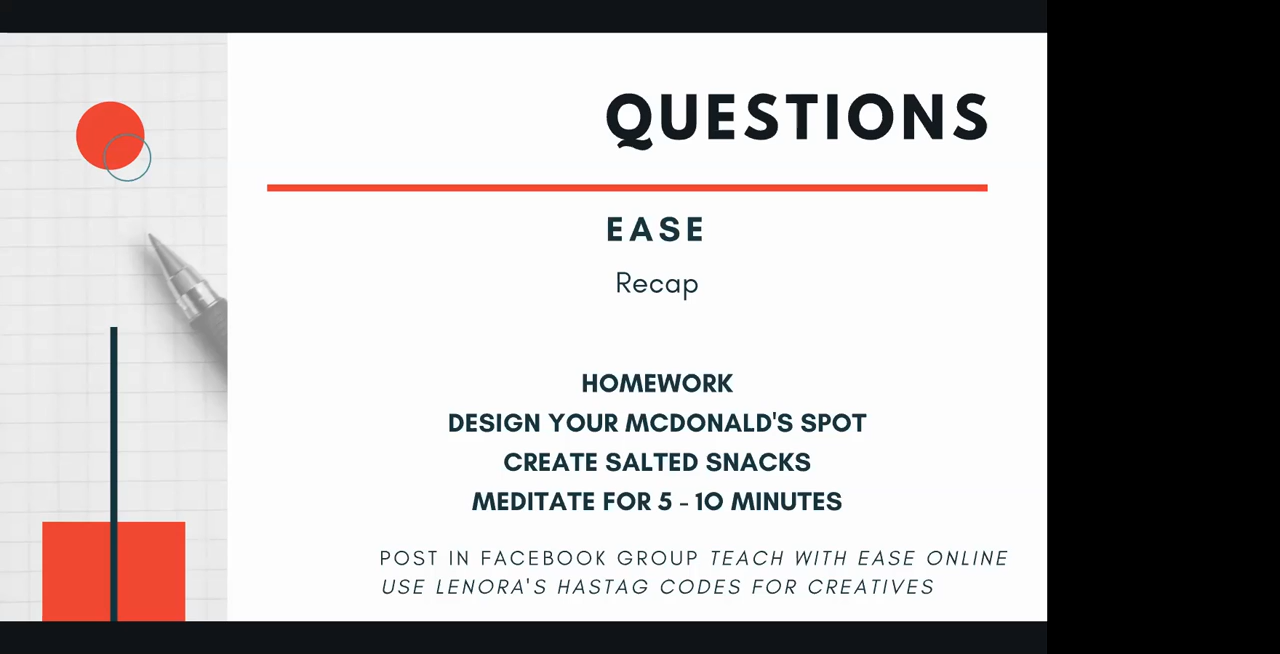 QUESTIONS
EASE
Recap
HOMEWORK
DESIGN YOUR MCDONALD'S SPOT
CREATE SALTED SNACKS
MEDITATE FOR 5 - 10 MINUTES
POST IN FACEBOOK GROUP TEACH WITH EASE ONLINE
USE LENORA'S HASTAG CODES FOR CREATIVES